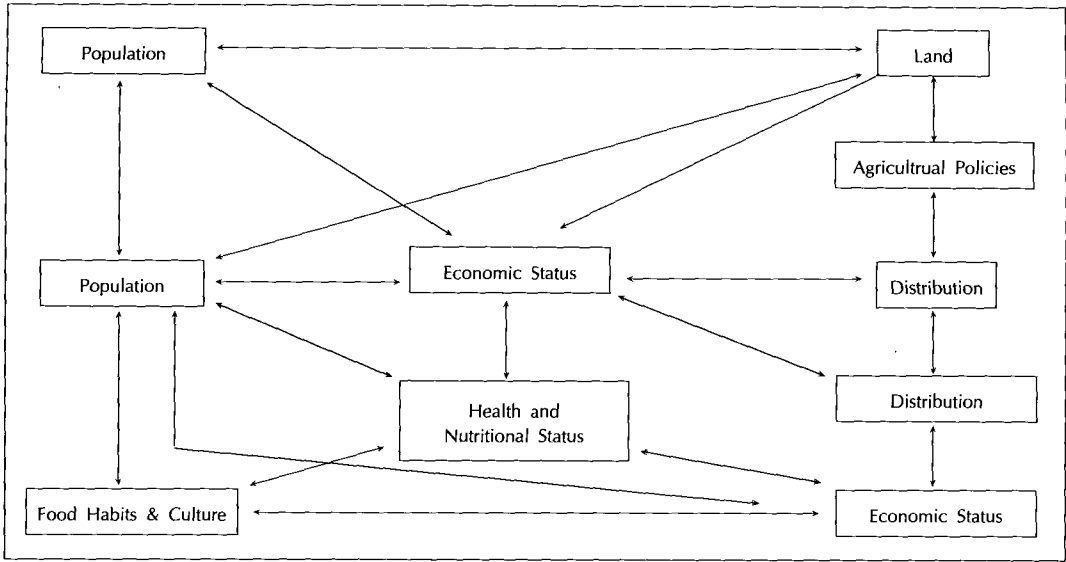 Population
Land
Agricultrual Policies
Economic Status
Population
Distribution
Distribution
Health and
Nutritional Status
Food Habits & Culture
Economic Status